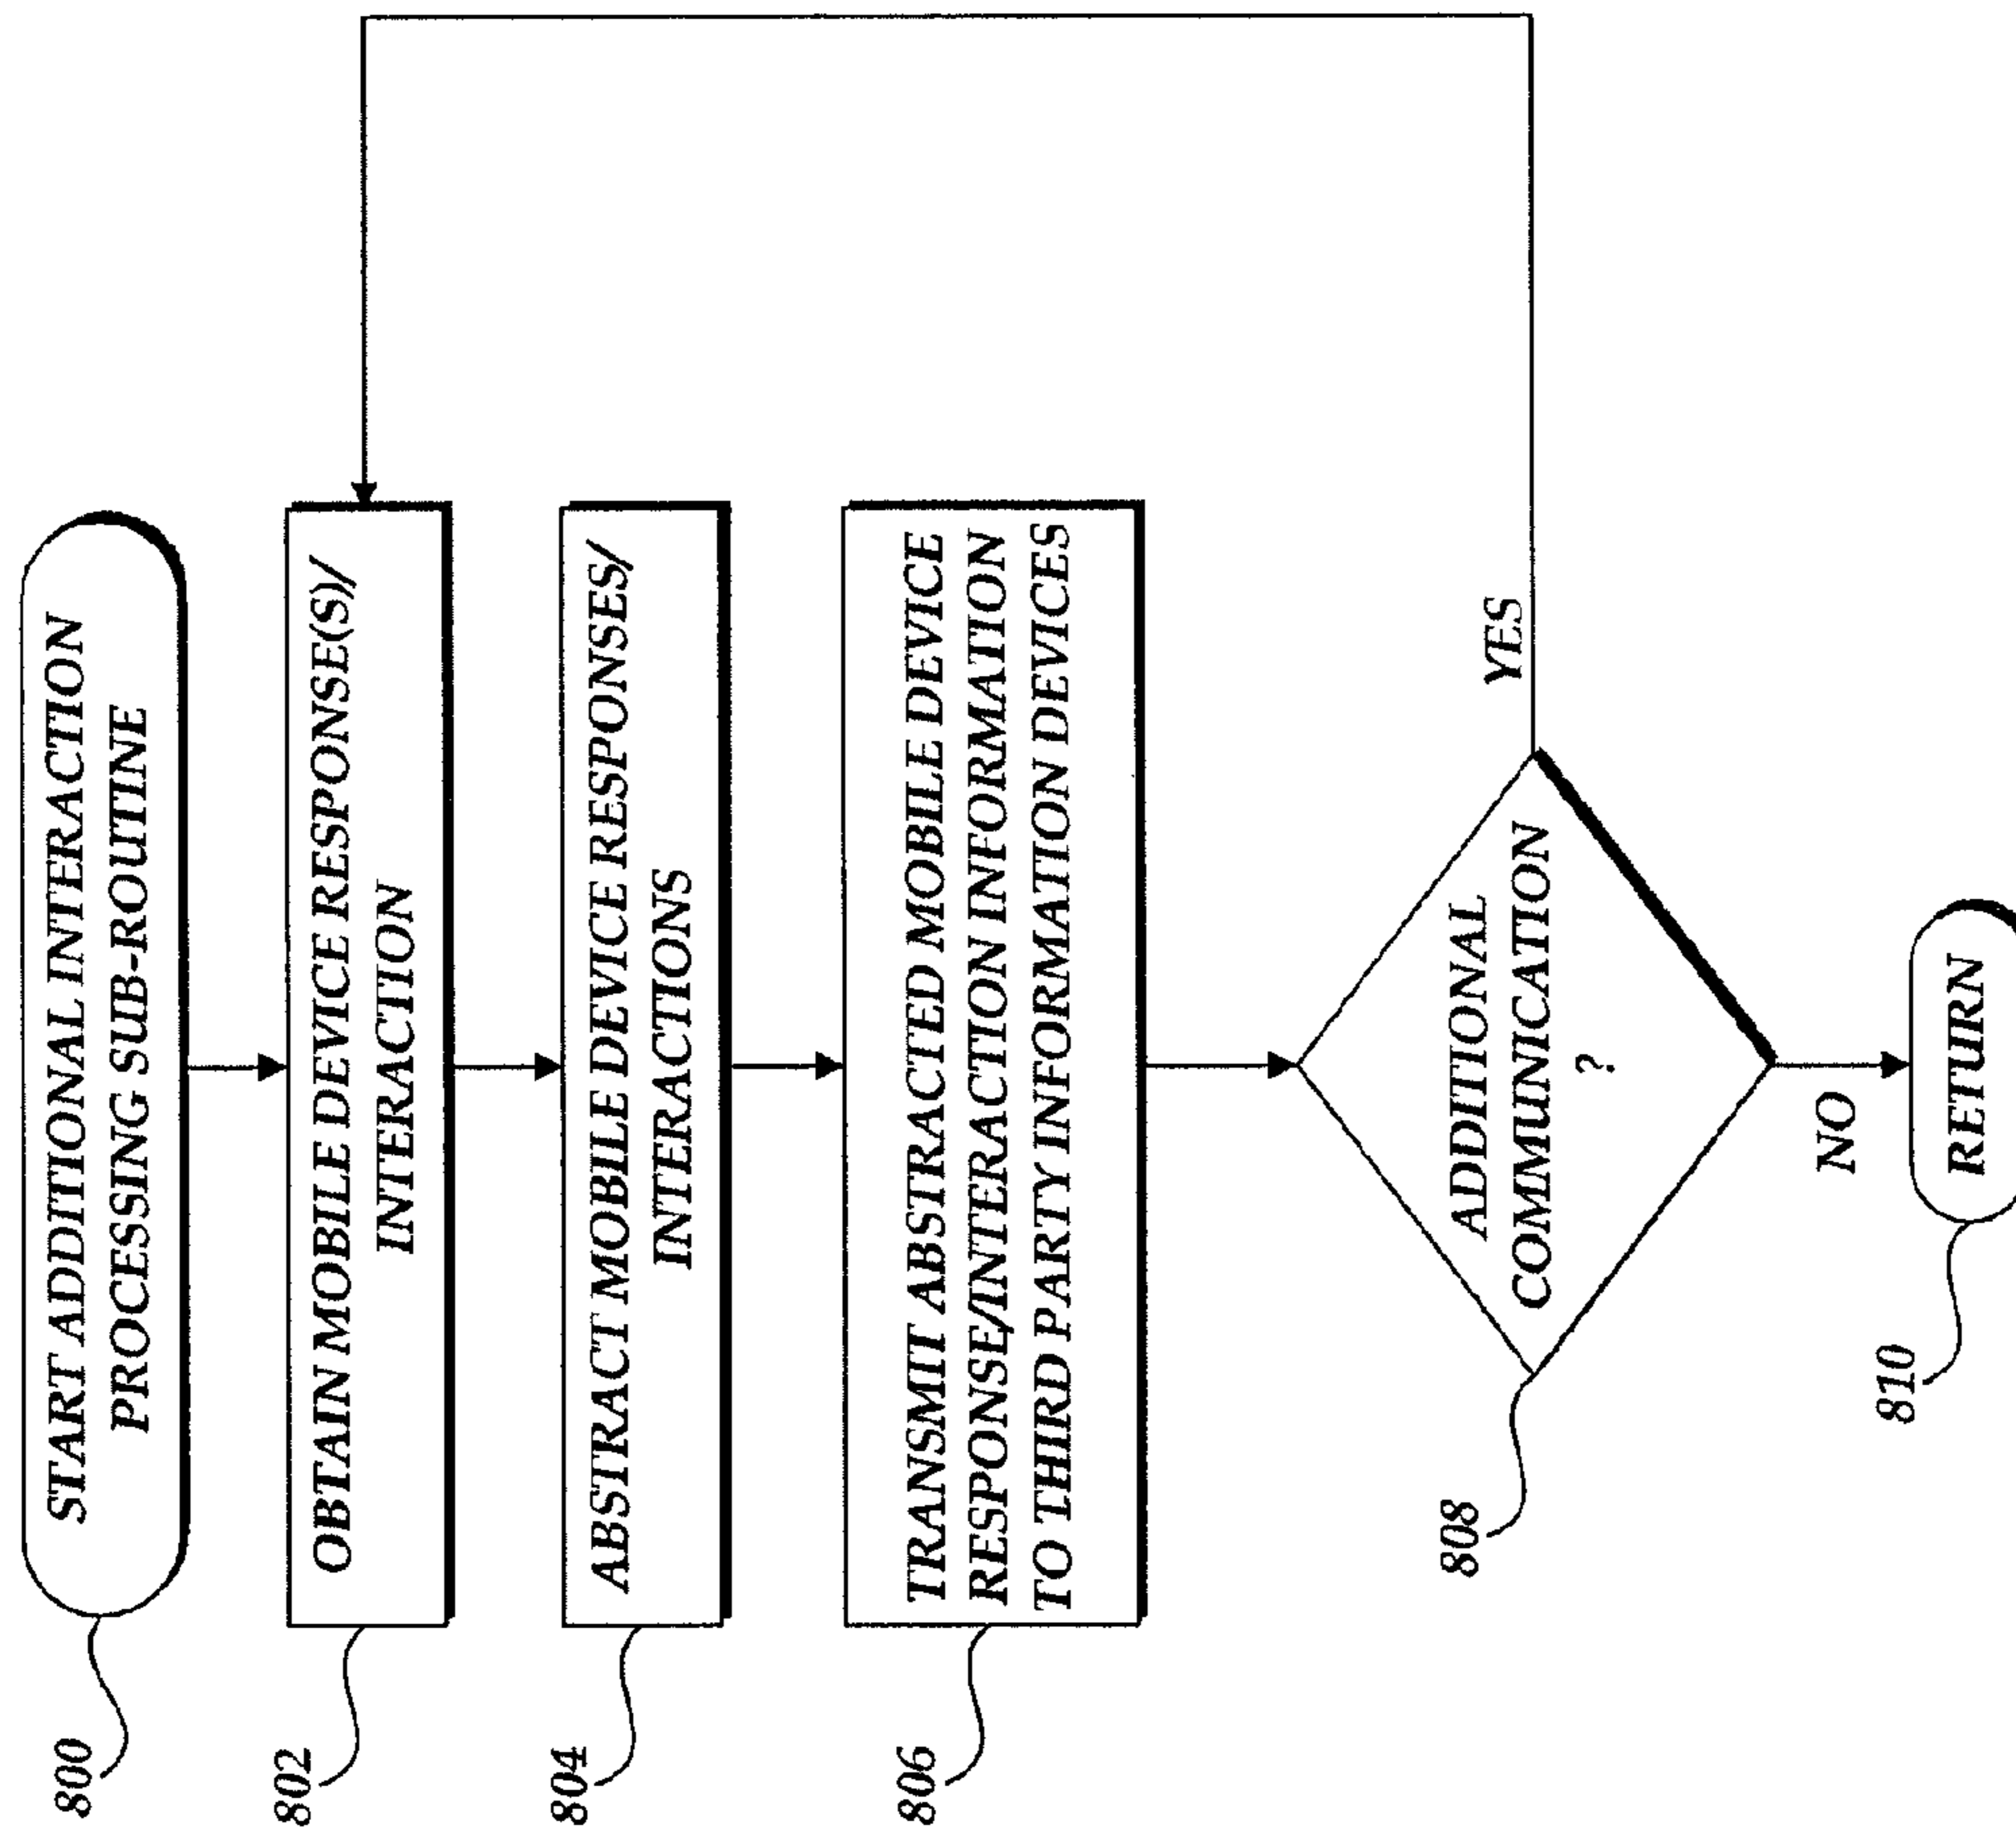 800
START ADDITIONAL INTERACTION
PROCESSING SUB-ROUTINE
802
OBTAIN MOBILE DEVICE RESPONSE(S)/
INTERACTION
804
ABSTRACT MOBILE DEVICE RESPONSES/
INTERACTIONS
806
TRANSMIT ABSTRACTED MOBILE DEVICE
RESPONSE/INTERACTION INFORMATION
TO THIRD PARTY INFORMATION DEVICES
808
ADDITIONAL
COMMUNICATION
?
YES
NO
810
RETURN